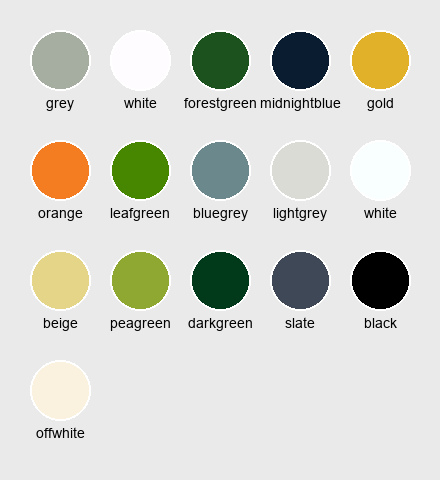 grey white forestgreen midnightblue gold
orange leafgreen bluegrey lightgrey white
beige peagreen darkgreen slate black
offwhite